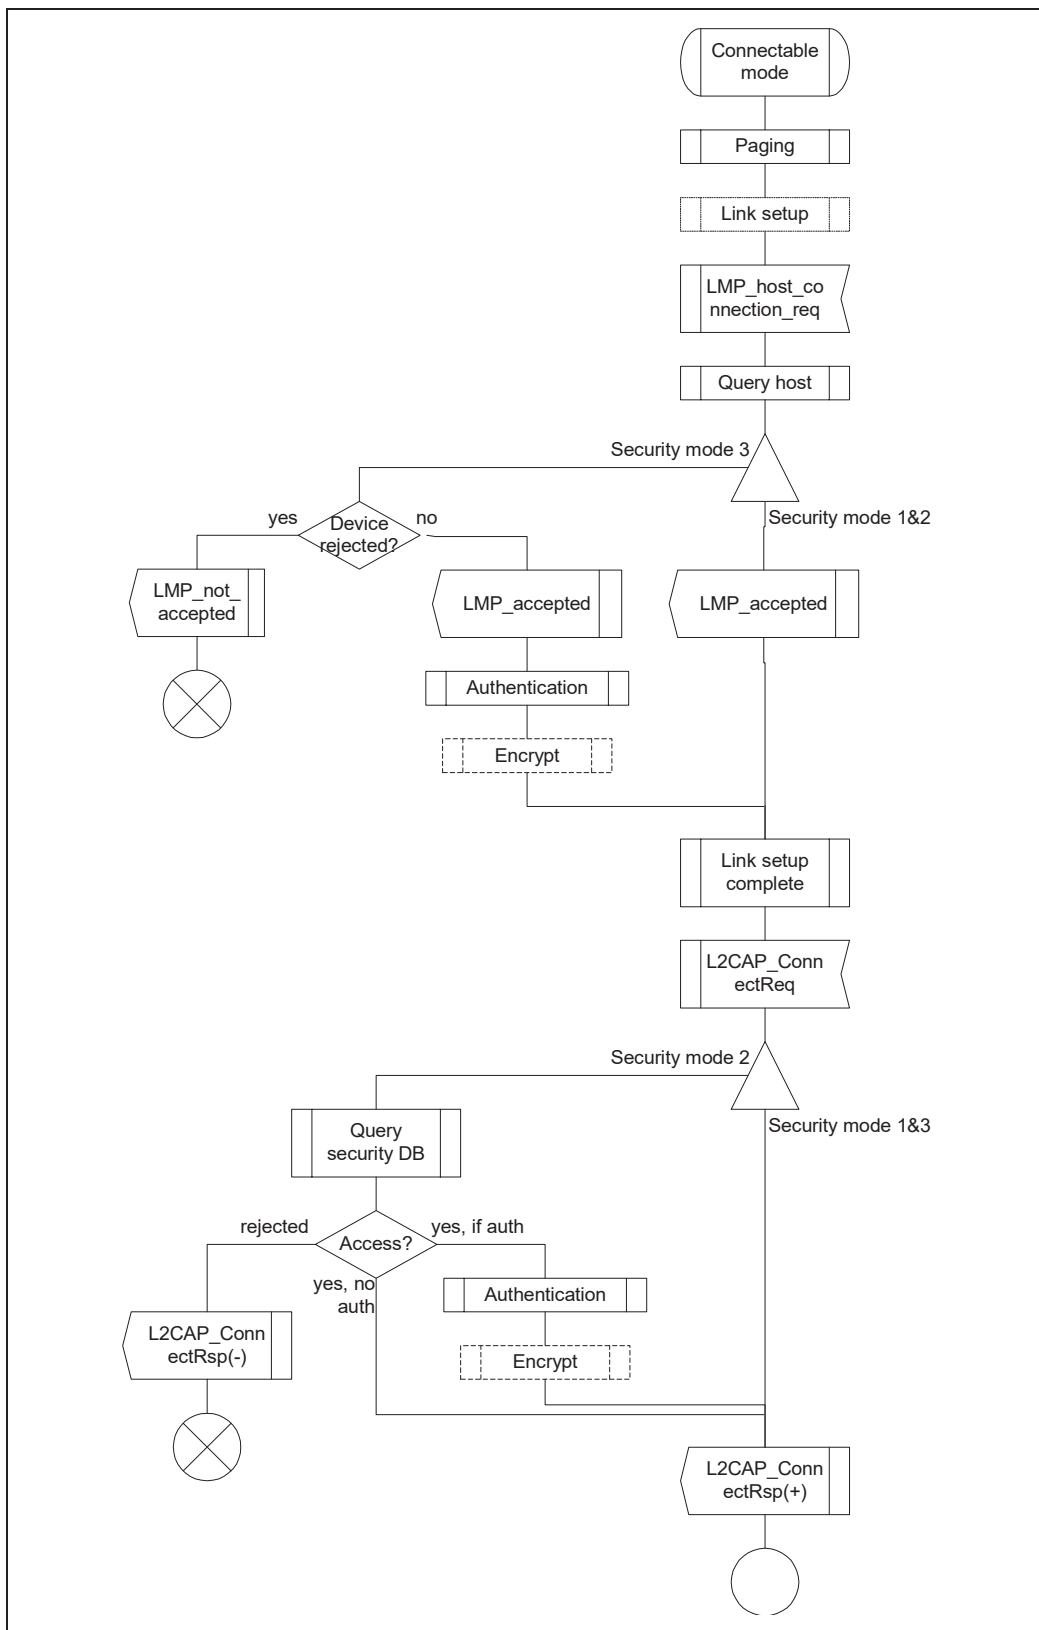 Connectable
mode
Paging
Link setup
LMP_host_co
nnection_req
Query host
Security mode 3
Security mode 1&2
yes
Device
rejected?
no
LMP_not_
accepted
LMP_accepted
LMP_accepted
Authentication
Encrypt
Link setup
complete
L2CAP_Conn
ectReq
Security mode 2
Security mode 1&3
Query
security DB
rejected
Access?
yes, if auth
yes, no
auth
Authentication
L2CAP_Conn
ectRsp(-)
Encrypt
L2CAP_Conn
ectRsp(+)